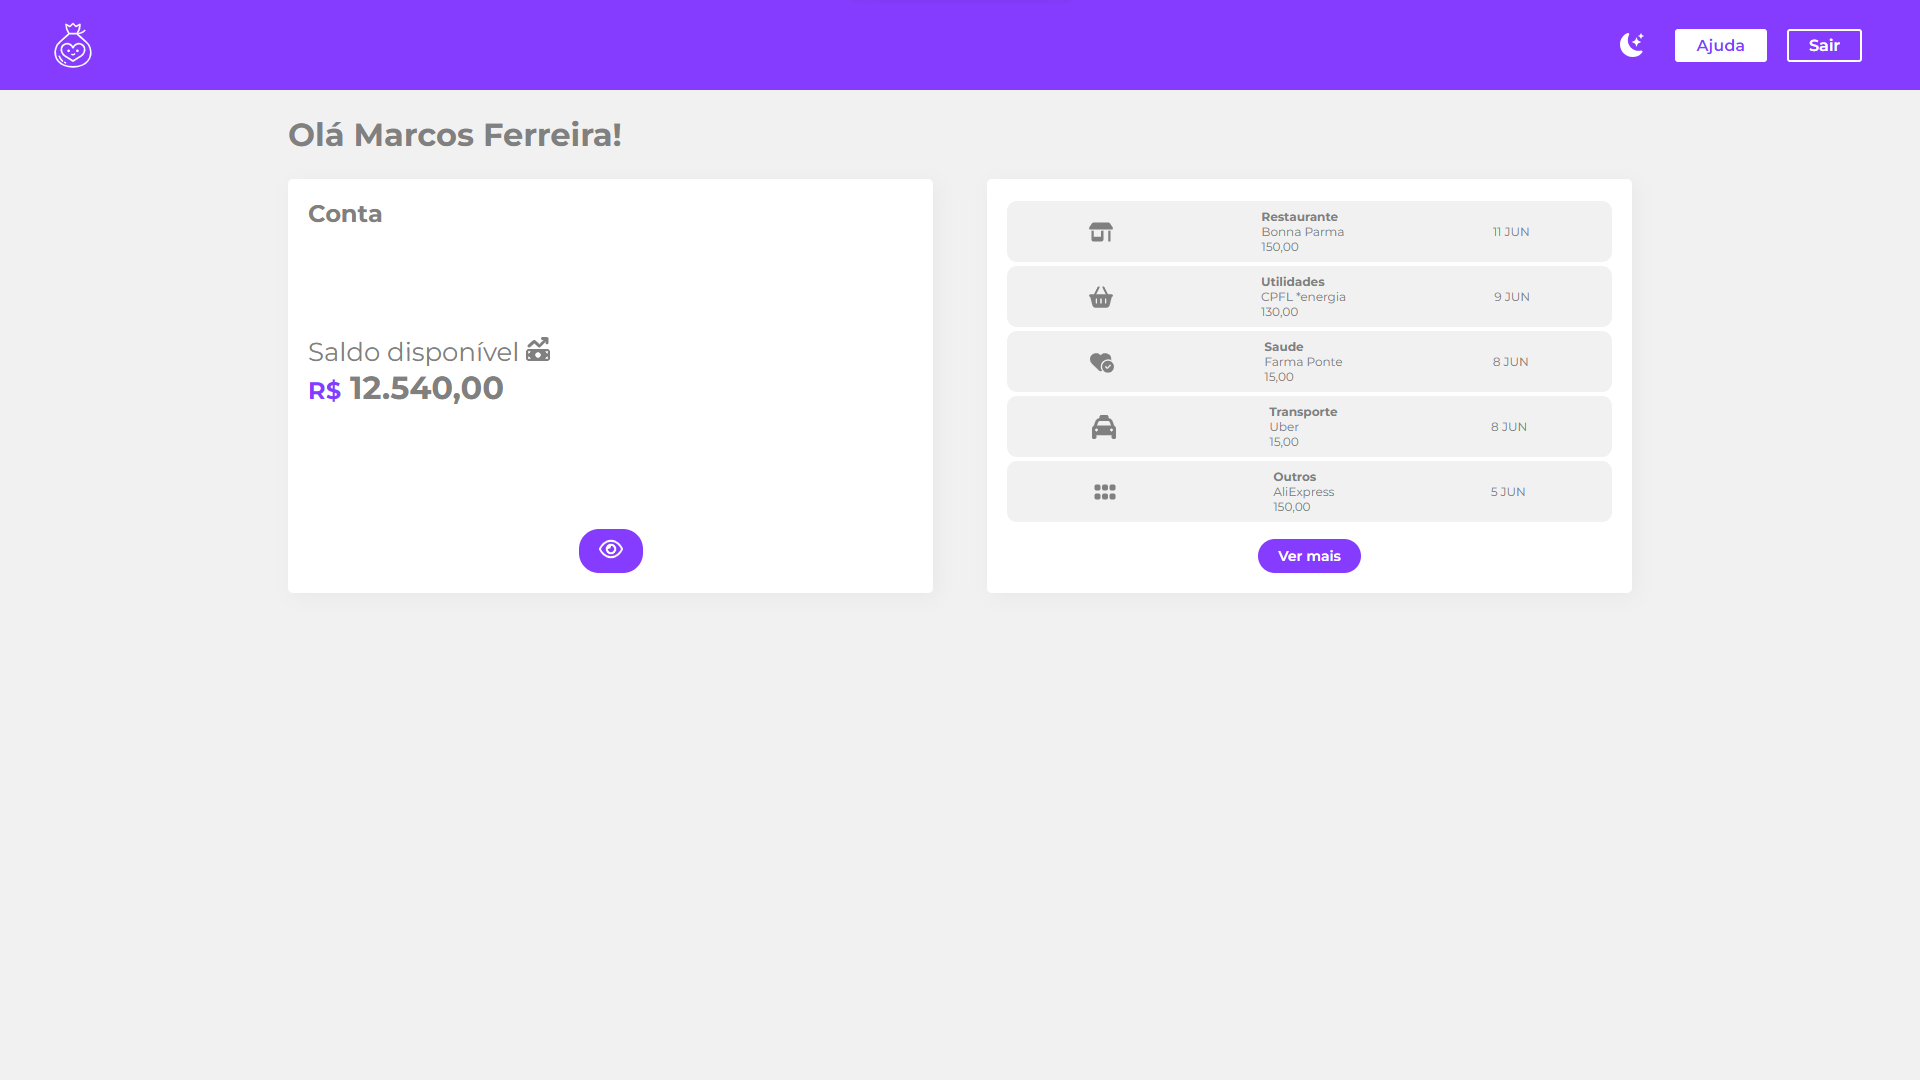 Ajuda
Sair
Olá Marcos Ferreira!
Conta
Saldo disponível
R$ 12.540,00
Restaurante
Bonna Parma
150,00
11 JUN
Utilidades
CPFL *energia
130,00
9 JUN
Saude
Farma Ponte
15,00
8 JUN
Transporte
Uber
15,00
8 JUN
Outros
AliExpress
150,00
5 JUN
Ver mais